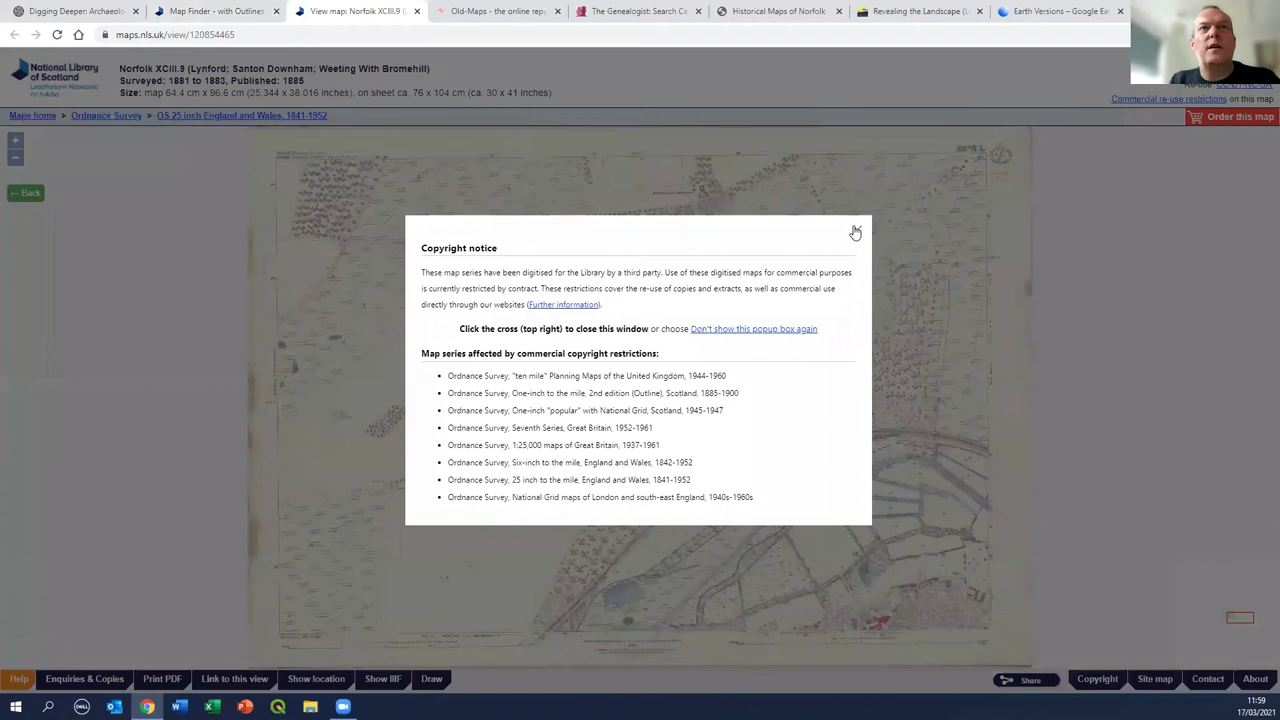 Digging Deeper: Archaeolo
Map Finder - with Outlines
View map: Norfolk XCIII.9 (
Old-Maps - the online rep
The Genealogist: Search Co
Historical Maps of Norfolk
Revealing the Landscape (
Earth Versions – Google Ea
maps.nls.uk/view/120854465
National Library
of Scotland
Leabharlann Nàiseanta
na h-Alba
Norfolk XCIII.9 (Lynford; Santon Downham; Weeting With Bromehill)
Surveyed: 1881 to 1883, Published: 1885
Size: map 64.4 cm x 96.6 cm (25.344 x 38.016 inches), on sheet ca. 76 x 104 cm (ca. 30 x 41 inches)
Re-use: CC-BY-NC-SA
Commercial re-use restrictions on this map
Maps home > Ordnance Survey > OS 25 inch England and Wales, 1841-1952
Order this map
+
−
← Back
Copyright notice
These map series have been digitised for the Library by a third party. Use of these digitised maps for commercial purposes
is currently restricted by contract. These restrictions cover the re-use of copies and extracts, as well as commercial use
directly through our websites (Further information).
Click the cross (top right) to close this window or choose Don't show this popup box again
Map series affected by commercial copyright restrictions:
• Ordnance Survey, "ten mile" Planning Maps of the United Kingdom, 1944-1960
• Ordnance Survey, One-inch to the mile, 2nd edition (Outline), Scotland, 1885-1900
• Ordnance Survey, One-inch "popular" with National Grid, Scotland, 1945-1947
• Ordnance Survey, Seventh Series, Great Britain, 1952-1961
• Ordnance Survey, 1:25,000 maps of Great Britain, 1937-1961
• Ordnance Survey, Six-inch to the mile, England and Wales, 1842-1952
• Ordnance Survey, 25 inch to the mile, England and Wales, 1841-1952
• Ordnance Survey, National Grid maps of London and south-east England, 1940s-1960s
Help
Enquiries & Copies
Print PDF
Link to this view
Show location
Show IIIF
Draw
Share
Copyright
Site map
Contact
About
11:59
17/03/2021